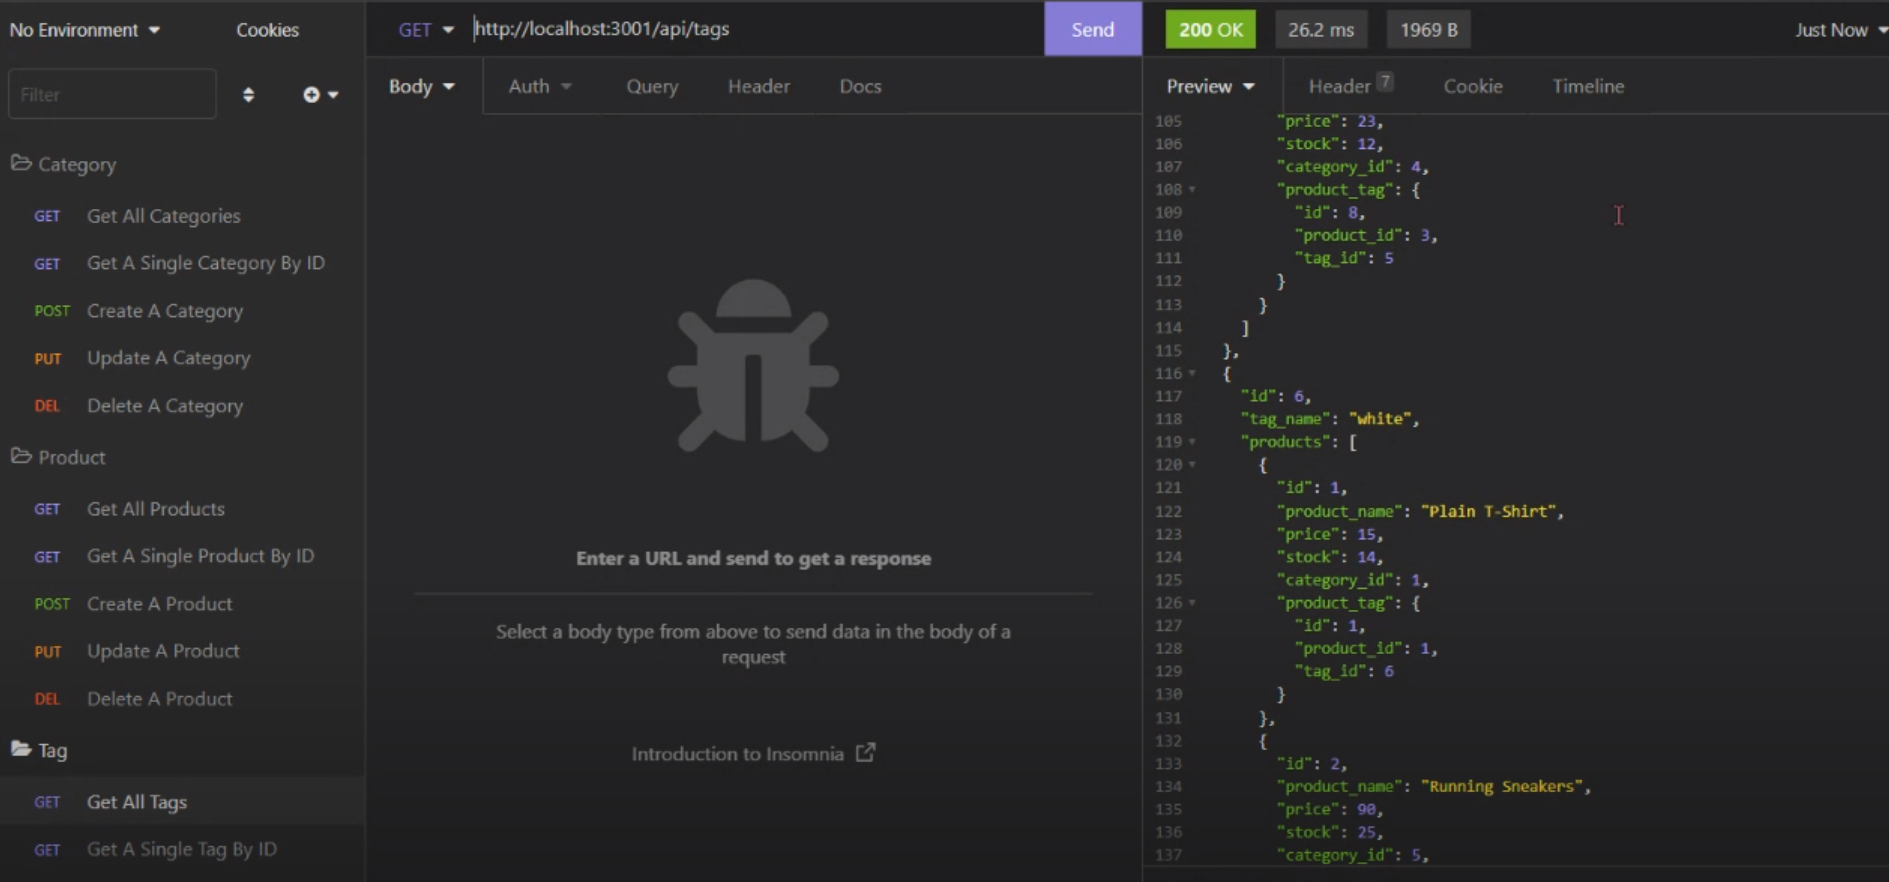 No Environment
Cookies
Filter
Category
GET Get All Categories
GET Get A Single Category By ID
POST Create A Category
PUT Update A Category
DEL Delete A Category
Product
GET Get All Products
GET Get A Single Product By ID
POST Create A Product
PUT Update A Product
DEL Delete A Product
Tag
GET Get All Tags
GET Get A Single Tag By ID
GET http://localhost:3001/api/tags Send
Body Auth Query Header Docs
Enter a URL and send to get a response
Select a body type from above to send data in the body of a
request
Introduction to Insomnia
200 OK 26.2 ms 1969 B Just Now
Preview Header 7 Cookie Timeline
105 "price": 23,
106 "stock": 12,
107 "category_id": 4,
108 "product_tag": {
109 "id": 8,
110 "product_id": 3,
111 "tag_id": 5
112 }
113 }
114 ]
115 },
116 {
117 "id": 6,
118 "tag_name": "white",
119 "products": [
120 {
121 "id": 1,
122 "product_name": "Plain T-Shirt",
123 "price": 15,
124 "stock": 14,
125 "category_id": 1,
126 "product_tag": {
127 "id": 1,
128 "product_id": 1,
129 "tag_id": 6
130 }
131 },
132 {
133 "id": 2,
134 "product_name": "Running Sneakers",
135 "price": 90,
136 "stock": 25,
137 "category_id": 5,